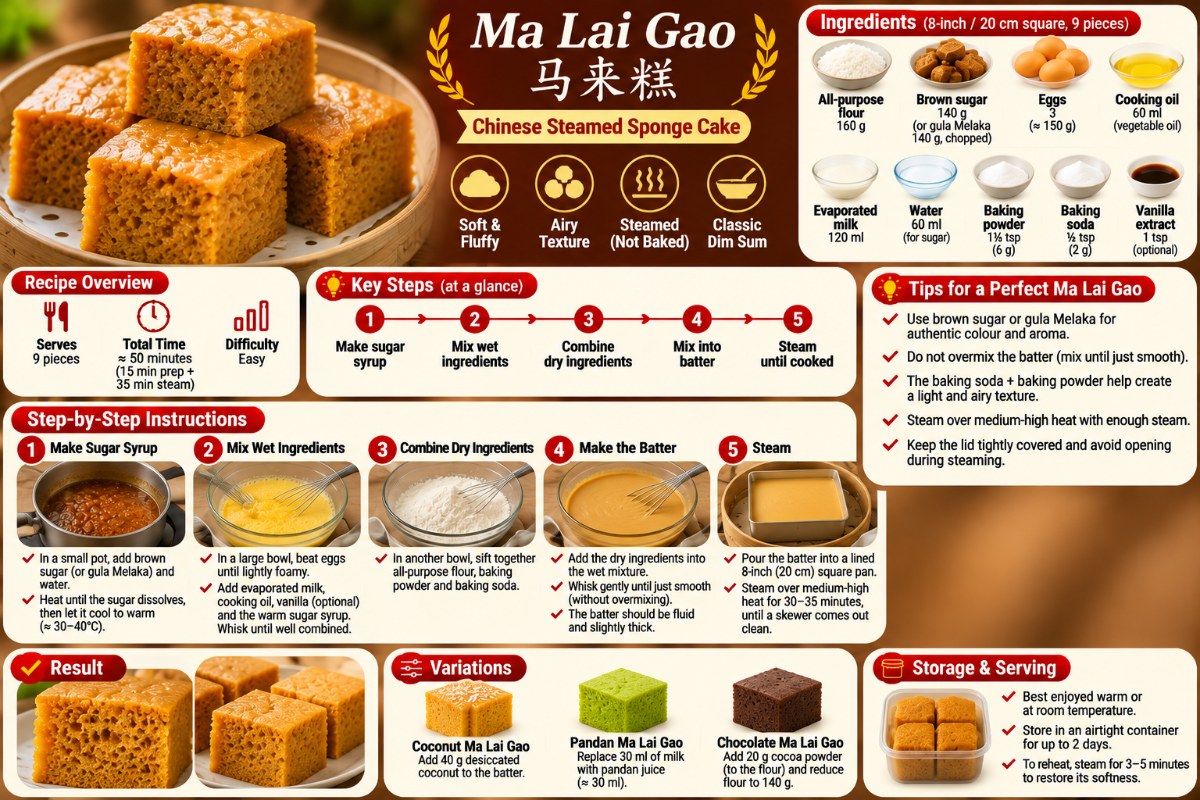 Ma Lai Gao
马来糕
Chinese Steamed Sponge Cake
Soft &
Fluffy
Airy
Texture
Steamed
(Not Baked)
Classic
Dim Sum
Ingredients (8-inch / 20 cm square, 9 pieces)
All-purpose
flour
160 g
Brown sugar
140 g
(or gula Melaka
140 g, chopped)
Eggs
3
(≈ 150 g)
Cooking oil
60 ml
(vegetable oil)
Evaporated
milk
120 ml
Water
60 ml
(for sugar)
Baking
powder
1½ tsp
(6 g)
Baking
soda
½ tsp
(2 g)
Vanilla
extract
1 tsp
(optional)
Recipe Overview
Serves
9 pieces
Total Time
≈ 50 minutes
(15 min prep +
35 min steam)
Difficulty
Easy
Key Steps (at a glance)
1
Make sugar
syrup
2
Mix wet
ingredients
3
Combine
dry ingredients
4
Mix into
batter
5
Steam
until cooked
Tips for a Perfect Ma Lai Gao
Use brown sugar or gula Melaka for
authentic colour and aroma.
Do not overmix the batter (mix until just smooth).
The baking soda + baking powder help create
a light and airy texture.
Steam over medium-high heat with enough steam.
Keep the lid tightly covered and avoid opening
during steaming.
Step-by-Step Instructions
1 Make Sugar Syrup
In a small pot, add brown
sugar (or gula Melaka) and
water.
Heat until the sugar dissolves,
then let it cool to warm
(≈ 30–40°C).
2 Mix Wet Ingredients
In a large bowl, beat eggs
until lightly foamy.
Add evaporated milk,
cooking oil, vanilla (optional)
and the warm sugar syrup.
Whisk until well combined.
3 Combine Dry Ingredients
In another bowl, sift together
all-purpose flour, baking
powder and baking soda.
4 Make the Batter
Add the dry ingredients into
the wet mixture.
Whisk gently until just smooth
(without overmixing).
The batter should be fluid
and slightly thick.
5 Steam
Pour the batter into a lined
8-inch (20 cm) square pan.
Steam over medium-high
heat for 30–35 minutes,
until a skewer comes out
clean.
Result
Variations
Coconut Ma Lai Gao
Add 40 g desiccated
coconut to the batter.
Pandan Ma Lai Gao
Replace 30 ml of milk
with pandan juice
(≈ 30 ml).
Chocolate Ma Lai Gao
Add 20 g cocoa powder
(to the flour) and reduce
flour to 140 g.
Storage & Serving
Best enjoyed warm or
at room temperature.
Store in an airtight container
for up to 2 days.
To reheat, steam for 3–5 minutes
to restore its softness.